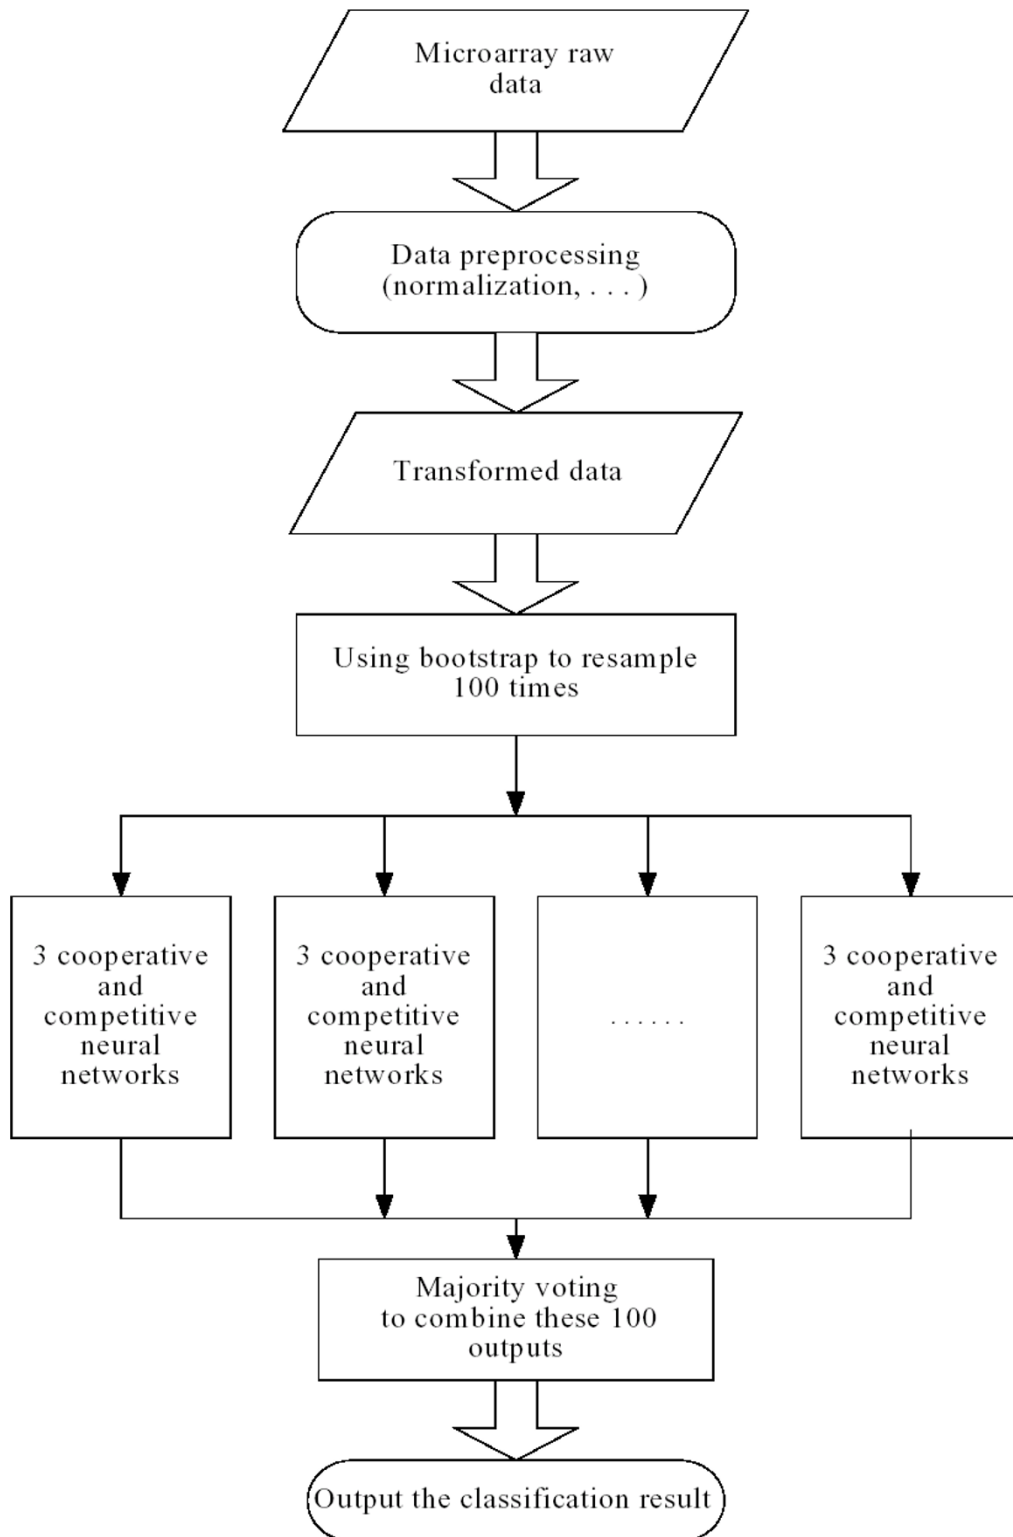 Microarray raw
data
Data preprocessing
(normalization, . . . )
Transformed data
Using bootstrap to resample
100 times
3 cooperative
and
competitive
neural
networks
3 cooperative
and
competitive
neural
networks
. . . . . .
3 cooperative
and
competitive
neural
networks
Majority voting
to combine these 100
outputs
Output the classification result